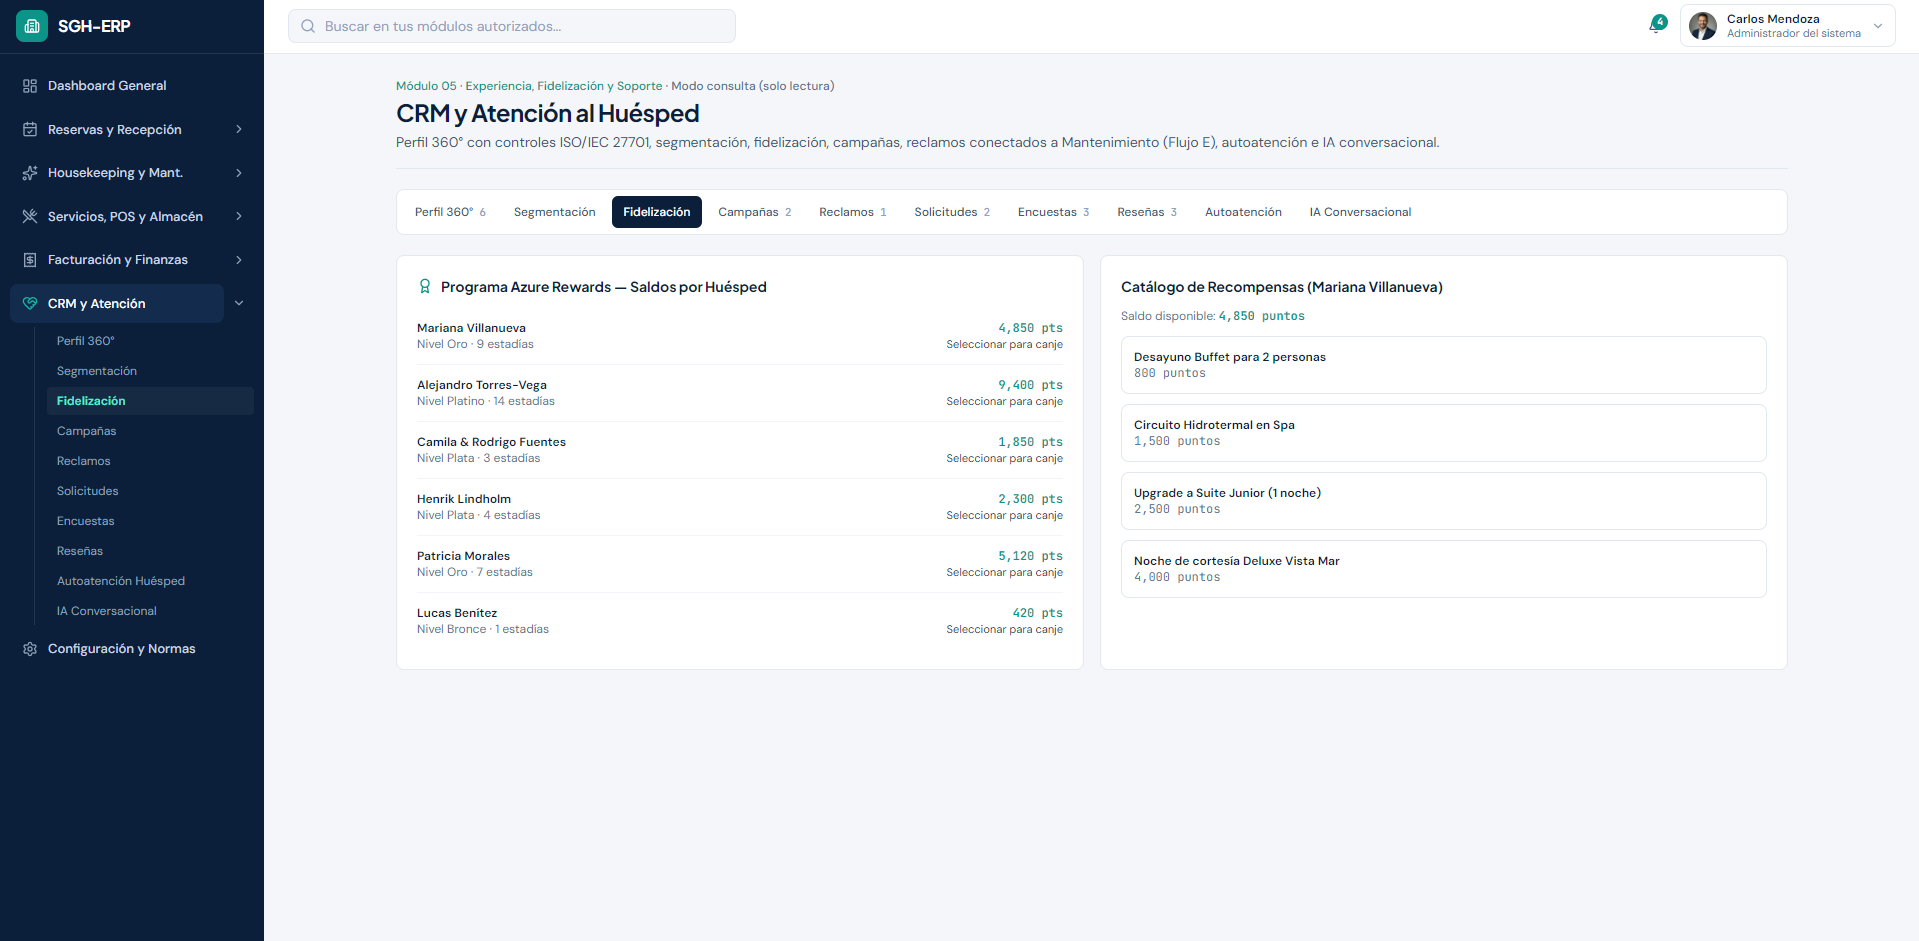 SGH-ERP
Buscar en tus módulos autorizados...
4
Carlos Mendoza
Administrador del sistema
Dashboard General
Reservas y Recepción
Housekeeping y Mant.
Servicios, POS y Almacén
Facturación y Finanzas
CRM y Atención
Perfil 360°
Segmentación
Fidelización
Campañas
Reclamos
Solicitudes
Encuestas
Reseñas
Autoatención Huésped
IA Conversacional
Configuración y Normas
Módulo 05 · Experiencia, Fidelización y Soporte · Modo consulta (solo lectura)
CRM y Atención al Huésped
Perfil 360° con controles ISO/IEC 27701, segmentación, fidelización, campañas, reclamos conectados a Mantenimiento (Flujo E), autoatención e IA conversacional.
Perfil 360° 6 Segmentación Fidelización Campañas 2 Reclamos 1 Solicitudes 2 Encuestas 3 Reseñas 3 Autoatención IA Conversacional
Programa Azure Rewards — Saldos por Huésped
Mariana Villanueva 4,850 pts
Nivel Oro · 9 estadías Seleccionar para canje
Alejandro Torres-Vega 9,400 pts
Nivel Platino · 14 estadías Seleccionar para canje
Camila & Rodrigo Fuentes 1,850 pts
Nivel Plata · 3 estadías Seleccionar para canje
Henrik Lindholm 2,300 pts
Nivel Plata · 4 estadías Seleccionar para canje
Patricia Morales 5,120 pts
Nivel Oro · 7 estadías Seleccionar para canje
Lucas Benítez 420 pts
Nivel Bronce · 1 estadías Seleccionar para canje
Catálogo de Recompensas (Mariana Villanueva)
Saldo disponible: 4,850 puntos
Desayuno Buffet para 2 personas
800 puntos
Circuito Hidrotermal en Spa
1,500 puntos
Upgrade a Suite Junior (1 noche)
2,500 puntos
Noche de cortesía Deluxe Vista Mar
4,000 puntos